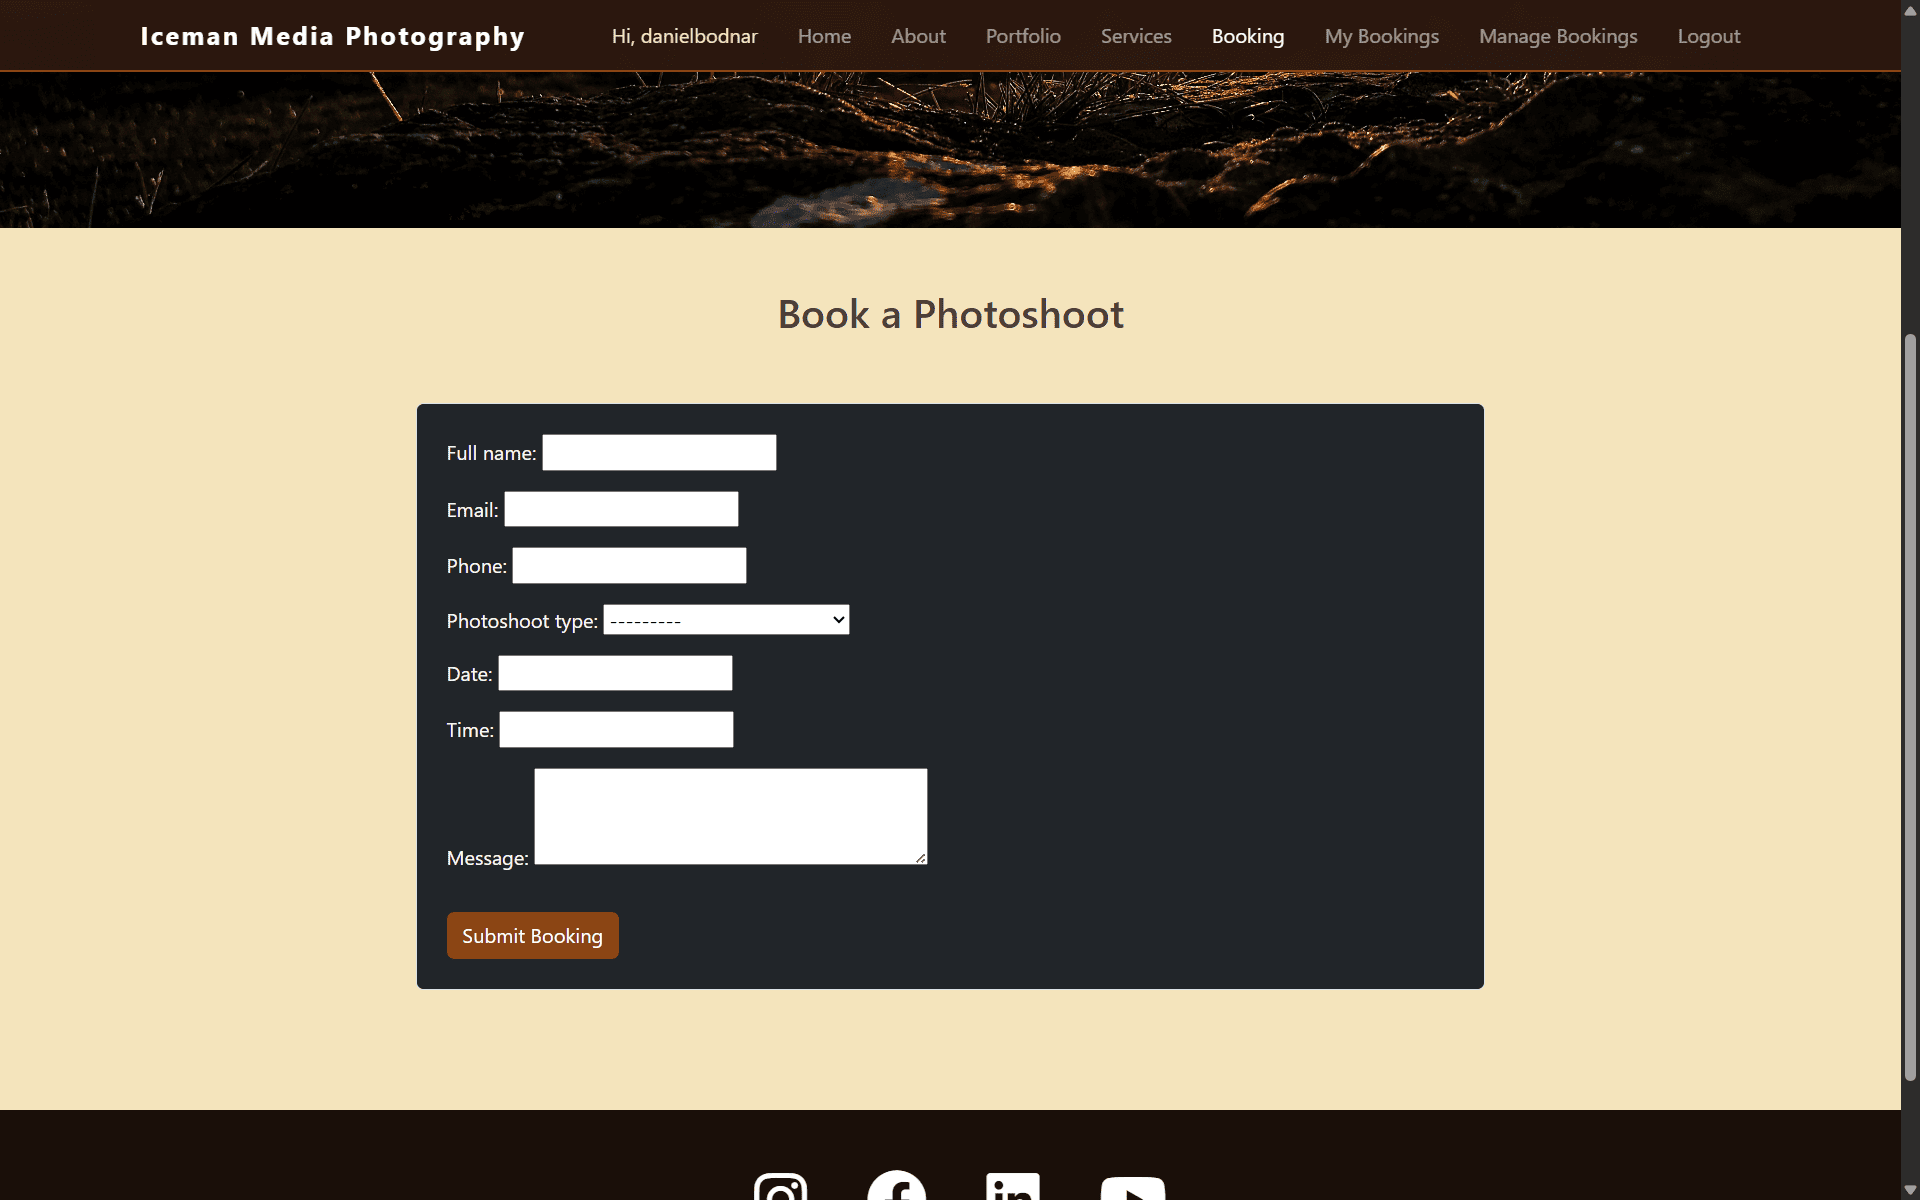 Iceman Media Photography
Hi, danielbodnar
Home
About
Portfolio
Services
Booking
My Bookings
Manage Bookings
Logout
Book a Photoshoot
Full name:
Email:
Phone:
Photoshoot type:
---------
Date:
Time:
Message:
Submit Booking